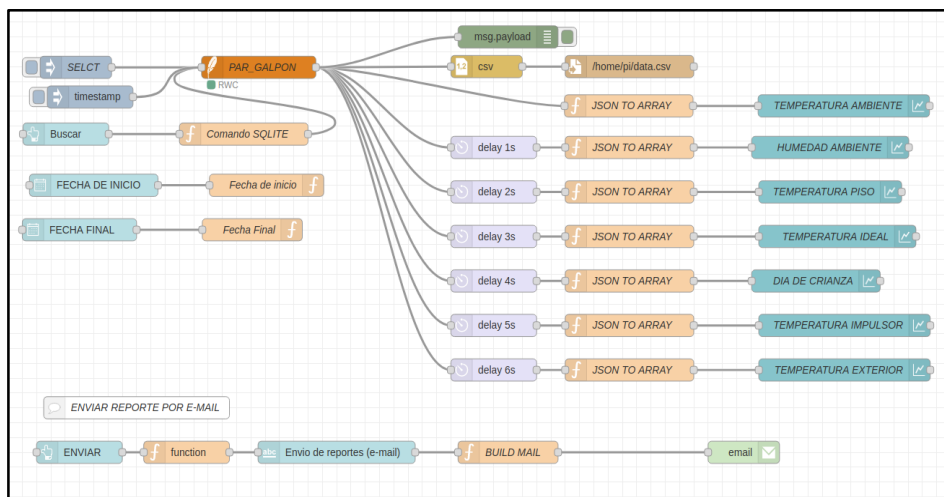 msg.payload
SELCT
PAR_GALPON
csv
/home/pi/data.csv
RWC
timestamp
JSON TO ARRAY
TEMPERATURA AMBIENTE
Buscar
Comando SQLITE
delay 1s
JSON TO ARRAY
HUMEDAD AMBIENTE
FECHA DE INICIO
Fecha de inicio
delay 2s
JSON TO ARRAY
TEMPERATURA PISO
FECHA FINAL
Fecha Final
delay 3s
JSON TO ARRAY
TEMPERATURA IDEAL
delay 4s
JSON TO ARRAY
DIA DE CRIANZA
delay 5s
JSON TO ARRAY
TEMPERATURA IMPULSOR
delay 6s
JSON TO ARRAY
TEMPERATURA EXTERIOR
ENVIAR REPORTE POR E-MAIL
ENVIAR
function
abc
Envio de reportes (e-mail)
BUILD MAIL
email